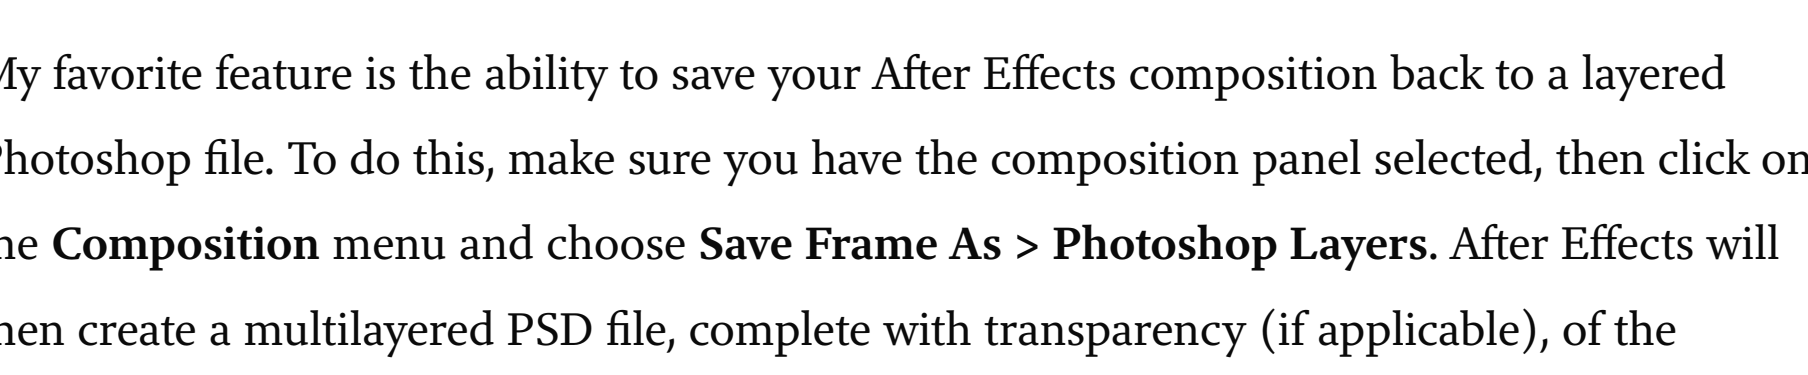 My favorite feature is the ability to save your After Effects composition back to a layered
Photoshop file. To do this, make sure you have the composition panel selected, then click on
he Composition menu and choose Save Frame As > Photoshop Layers. After Effects will
hen create a multilayered PSD file, complete with transparency (if applicable), of the